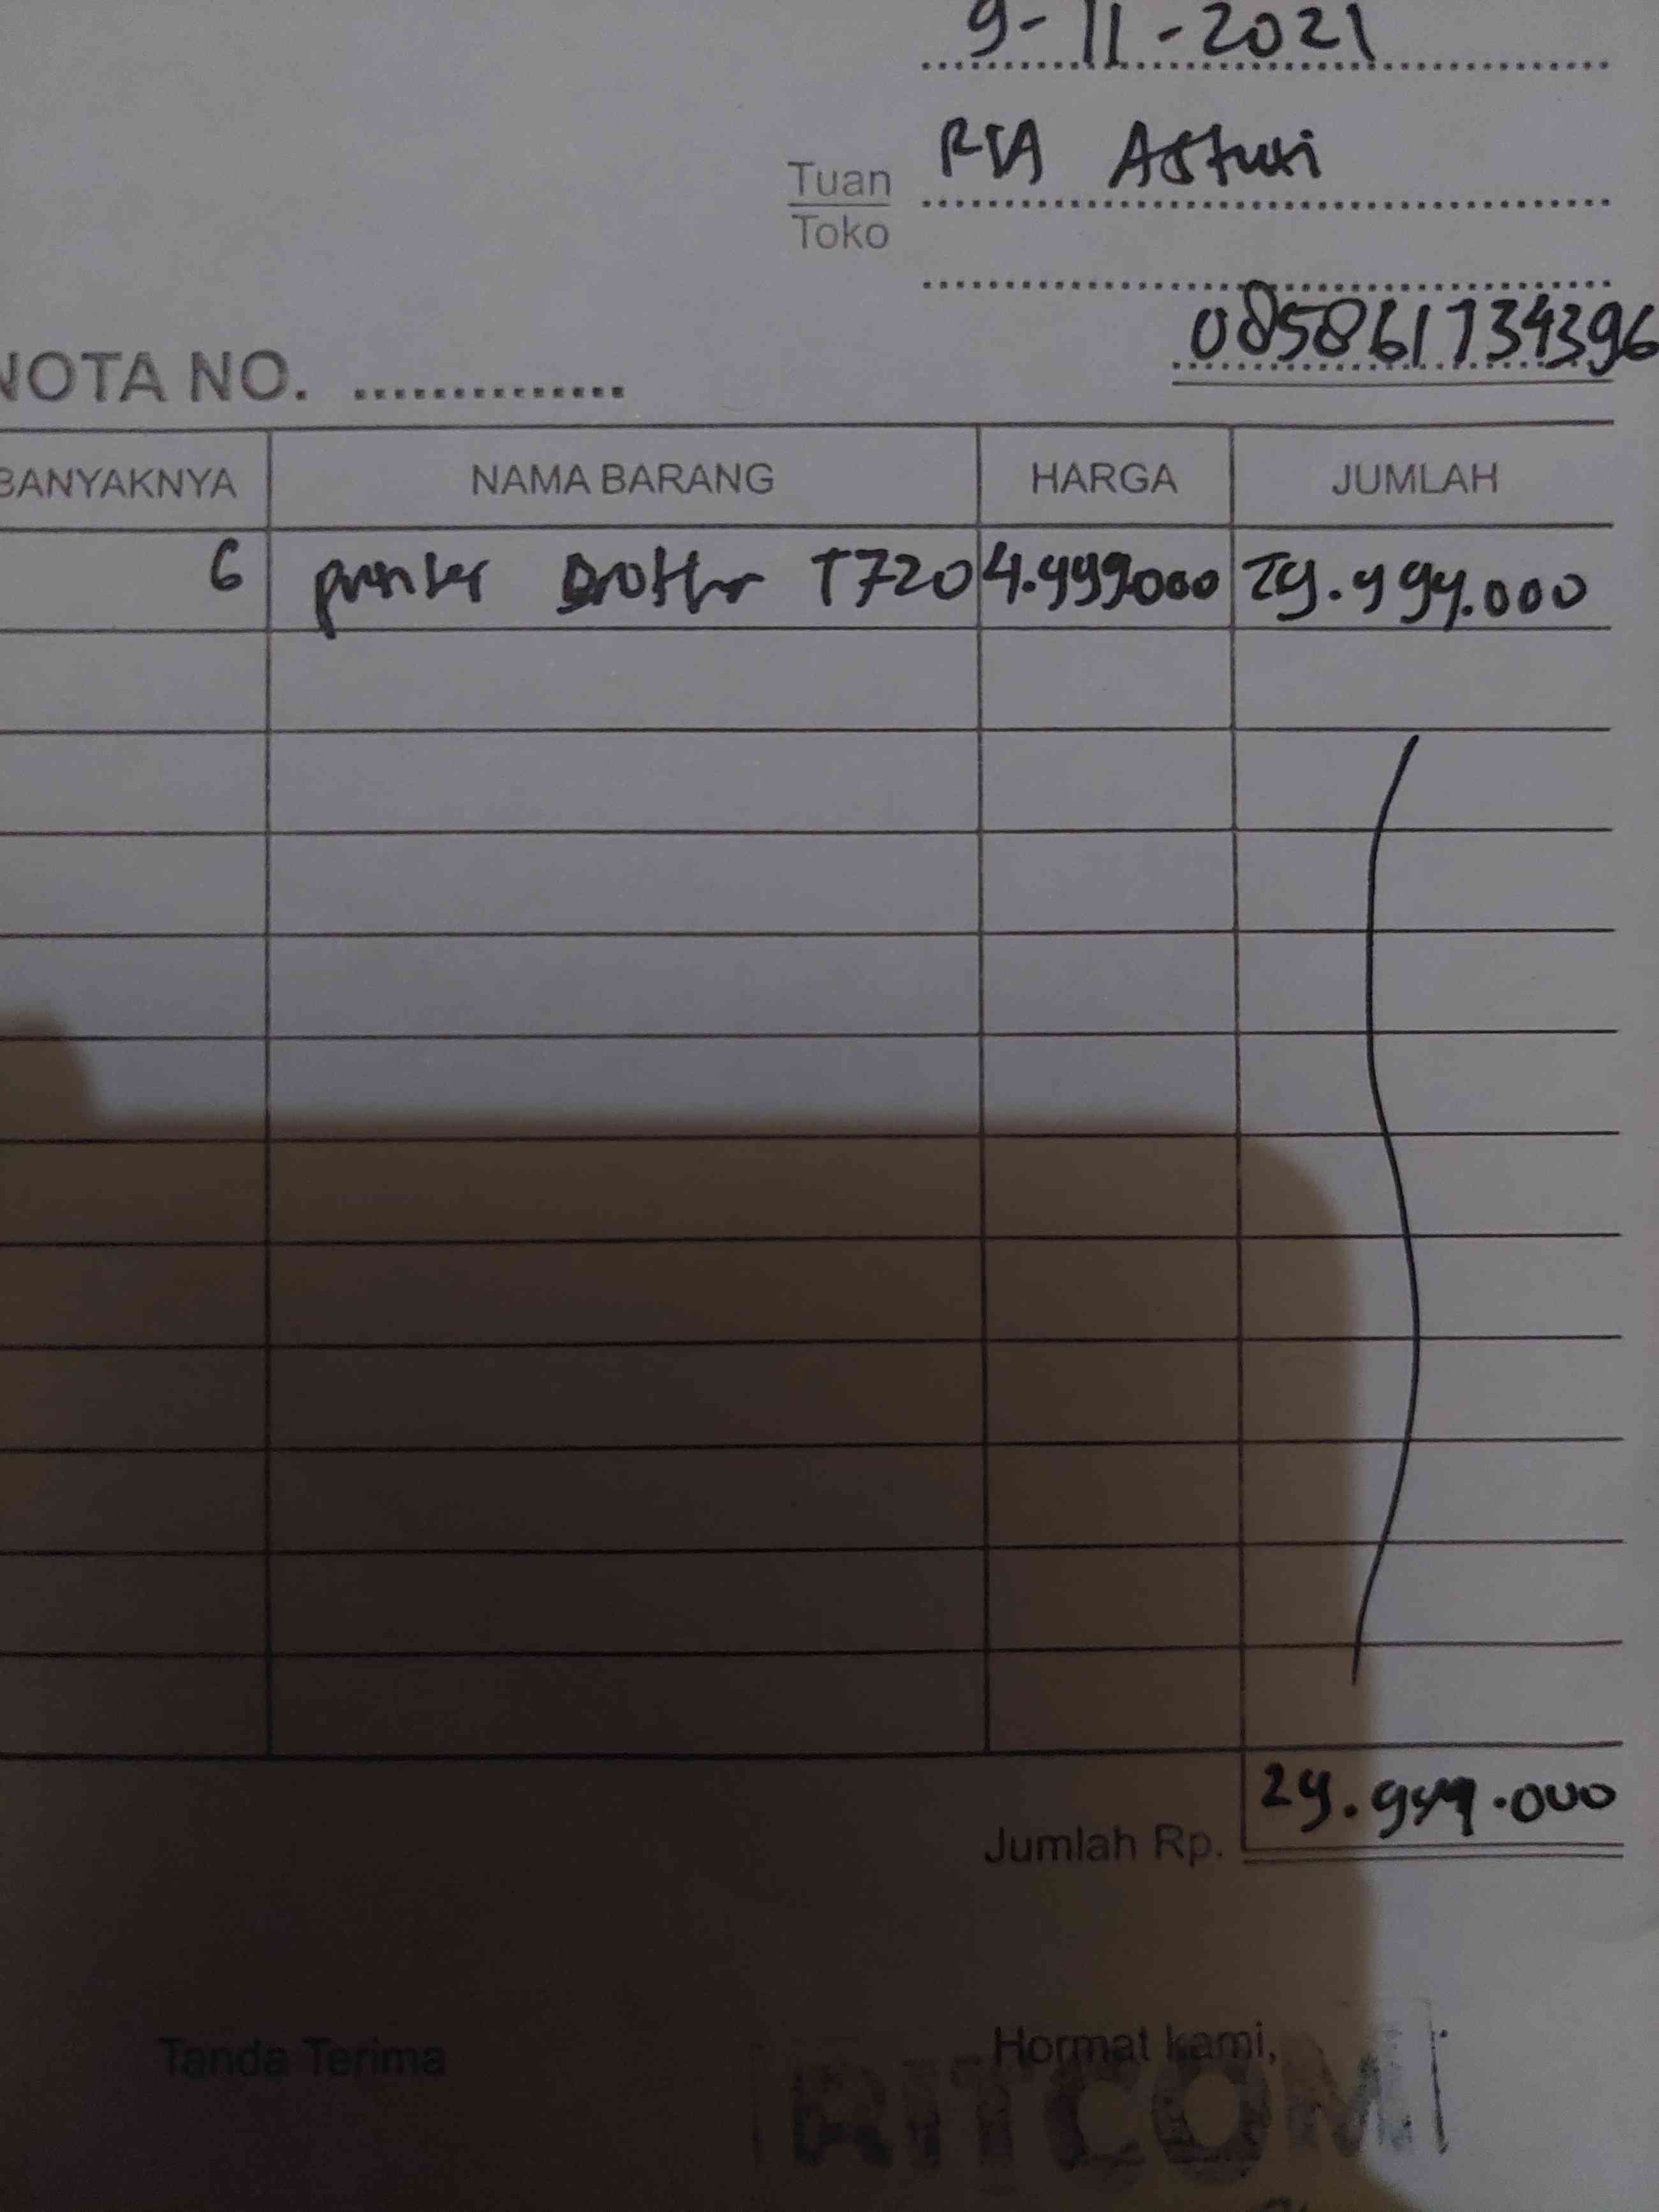 9-11-2021
Tuan RIA Astuti
Toko
085861734396
NOTA NO. ..............
BANYAKNYA NAMA BARANG HARGA JUMLAH
6 printer Brother T720 4.999.000 29.994.000
Jumlah Rp. 29.994.000
Tanda Terima Hormat kami,
RITCOM